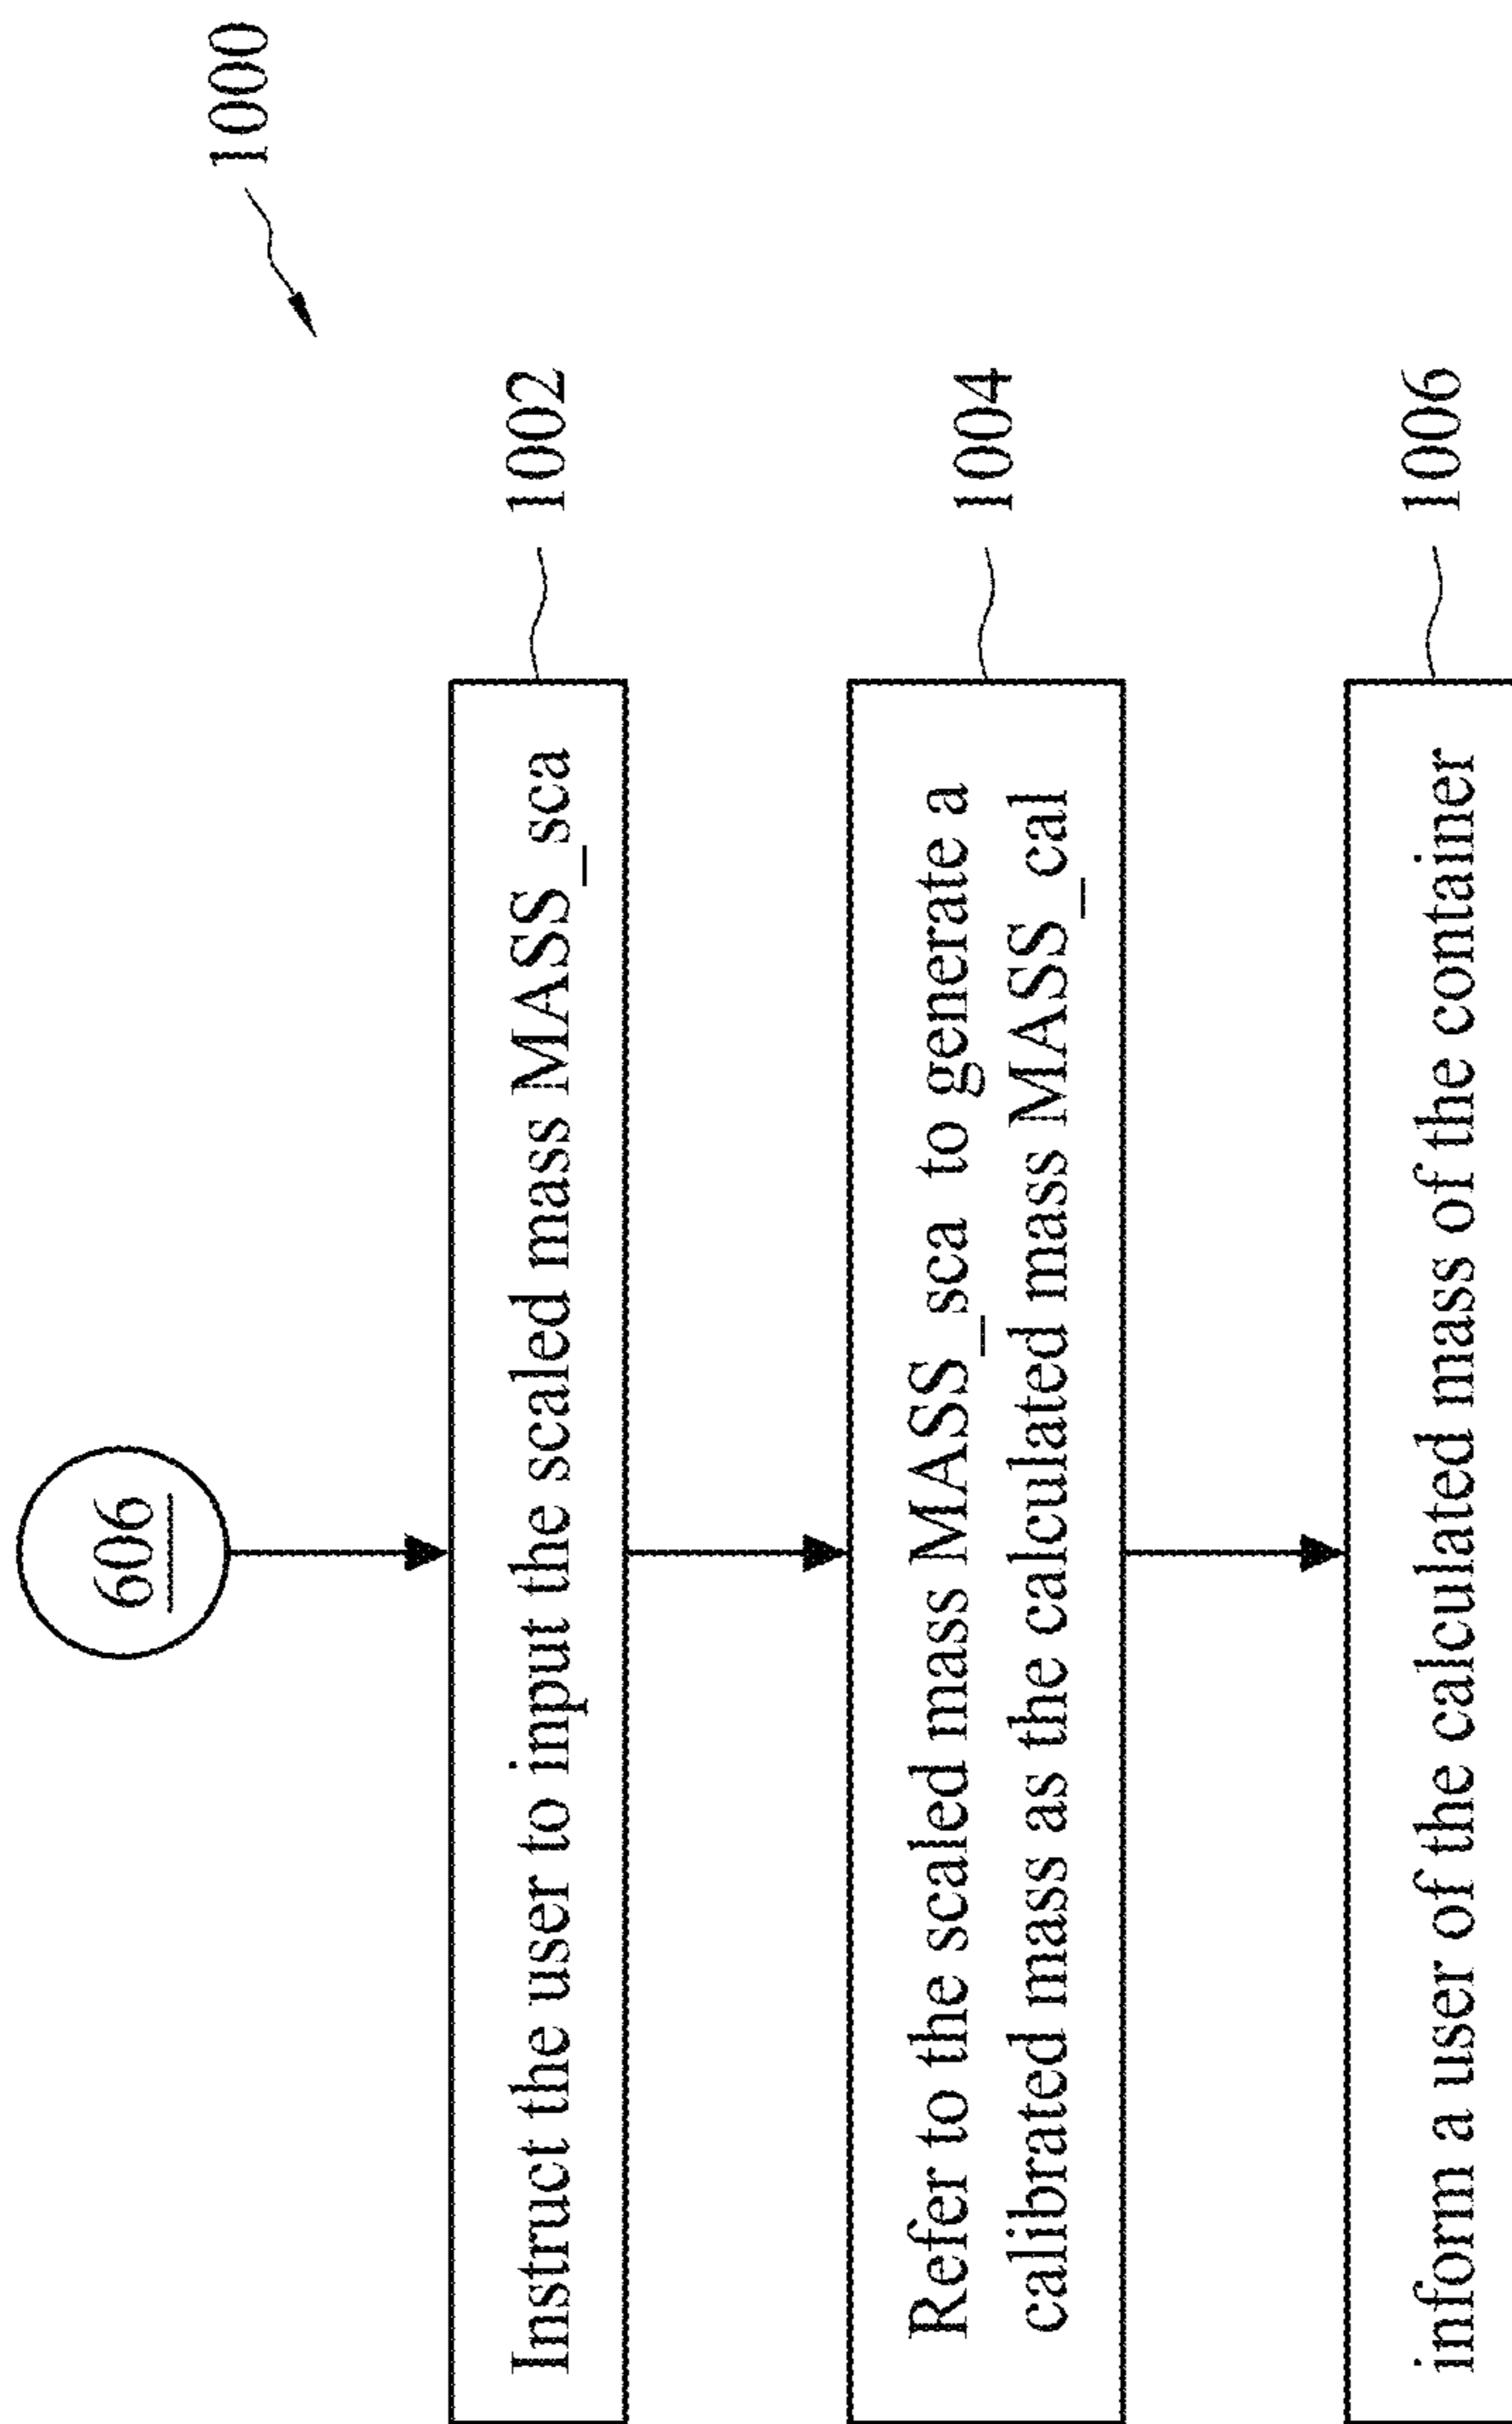 1000
606
Instruct the user to input the scaled mass MASS_sca
1002
Refer to the scaled mass MASS_sca to generate a
calibrated mass as the calculated mass MASS_cal
1004
inform a user of the calculated mass of the container
1006